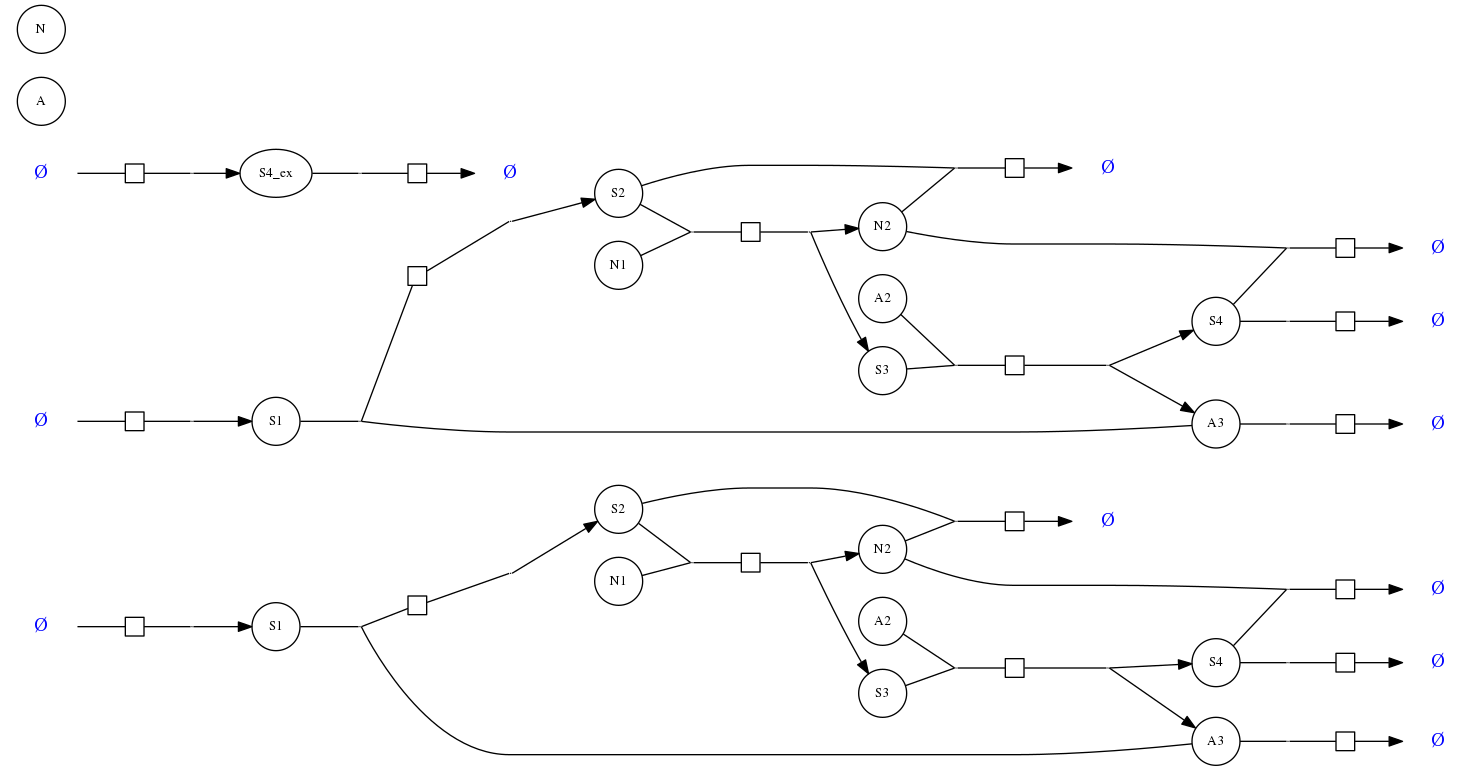 N
A
Ø S4_ex Ø
S2 Ø
N2
N1 Ø
A2
S4 Ø
S3
Ø S1 A3 Ø
S2 Ø
N2
N1 Ø
A2
Ø S1 S4 Ø
S3
A3 Ø